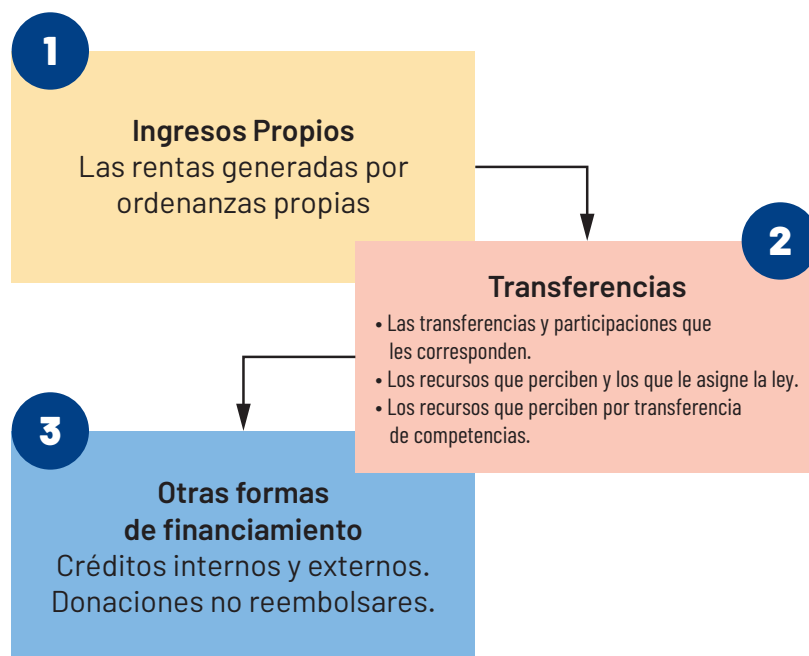 1
Ingresos Propios
Las rentas generadas por
ordenanzas propias
2
Transferencias
• Las transferencias y participaciones que
les corresponden.
• Los recursos que perciben y los que le asigne la ley.
• Los recursos que perciben por transferencia
de competencias.
3
Otras formas
de financiamiento
Créditos internos y externos.
Donaciones no reembolsares.